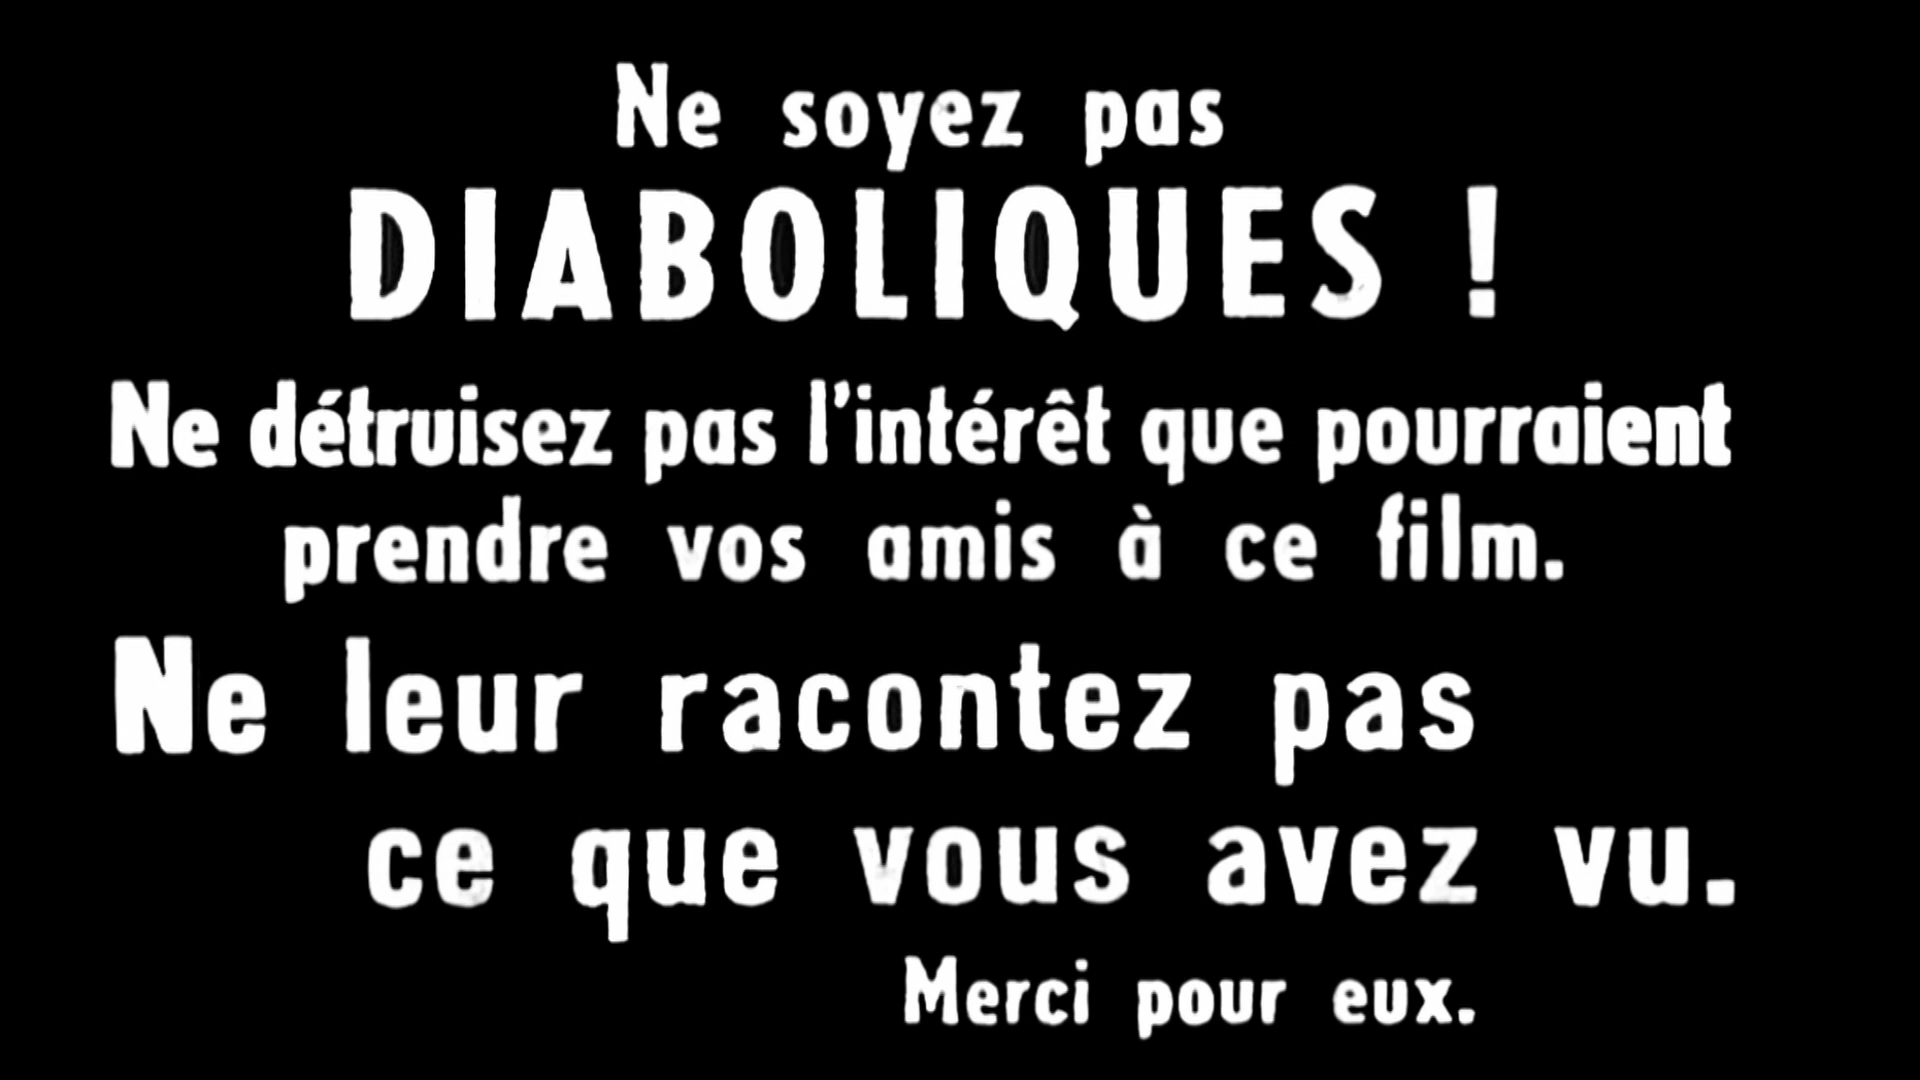 Ne soyez pas
DIABOLIQUES !
Ne détruisez pas l'intérêt que pourraient
prendre vos amis à ce film.
Ne leur racontez pas
ce que vous avez vu.
Merci pour eux.